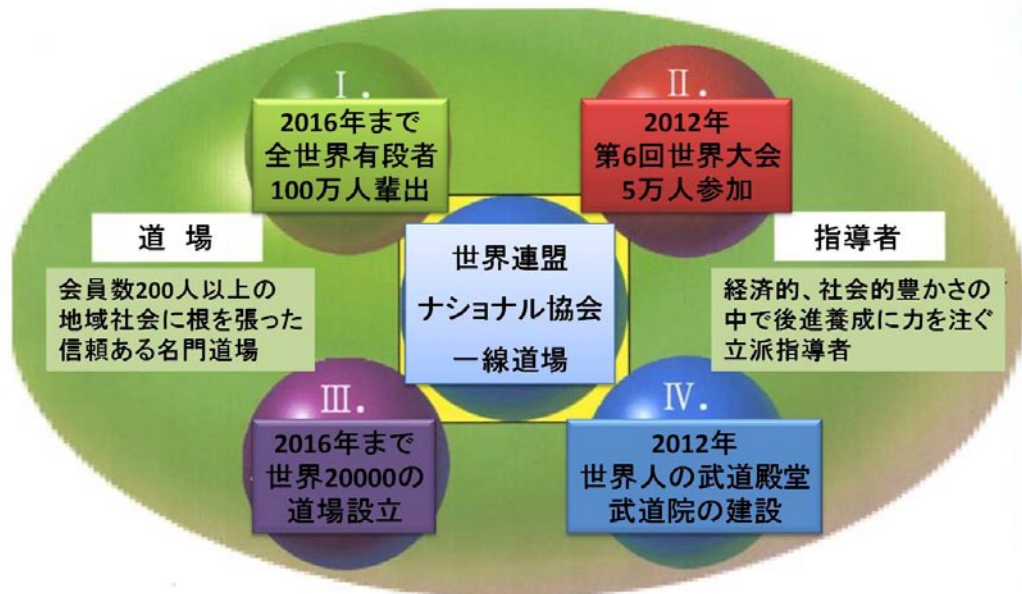 I.
2016年まで
全世界有段者
100万人輩出
II.
2012年
第6回世界大会
5万人参加
道 場
会員数200人以上の
地域社会に根を張った
信頼ある名門道場
世界連盟
ナショナル協会
一線道場
指導者
経済的、社会的豊かさの
中で後進養成に力を注ぐ
立派指導者
III.
2016年まで
世界20000の
道場設立
IV.
2012年
世界人の武道殿堂
武道院の建設